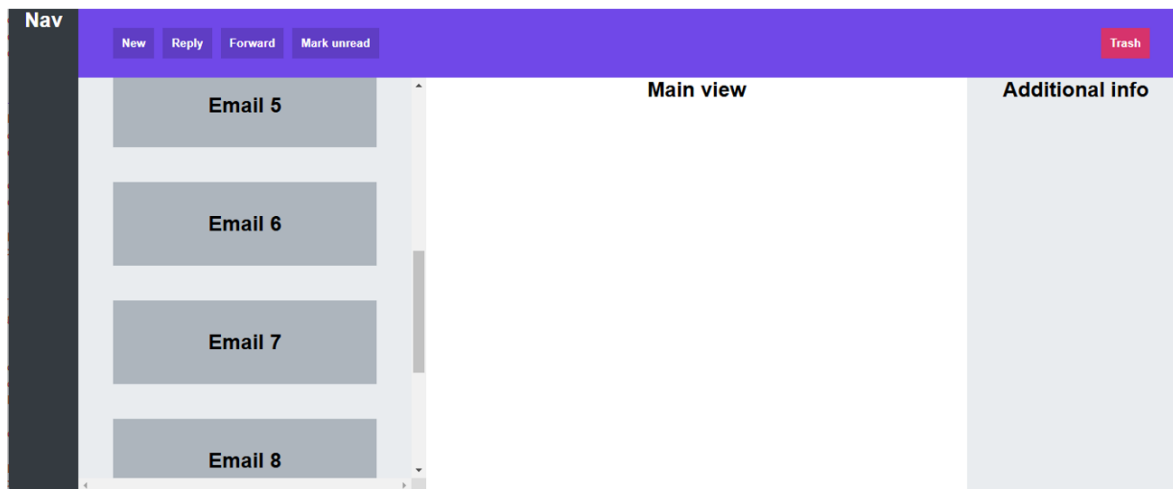 Nav
New Reply Forward Mark unread Trash
Email 5
Email 6
Email 7
Email 8
Main view
Additional info